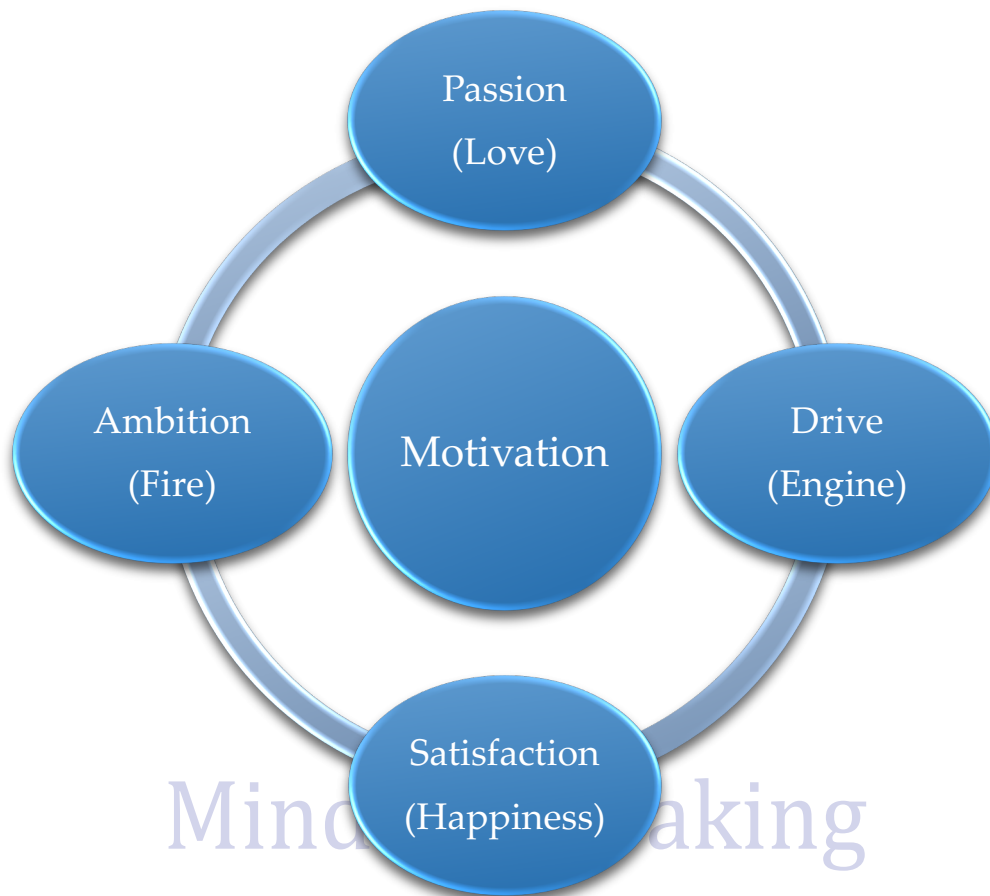 Passion
(Love)
Ambition
(Fire)
Motivation
Drive
(Engine)
Satisfaction
(Happiness)